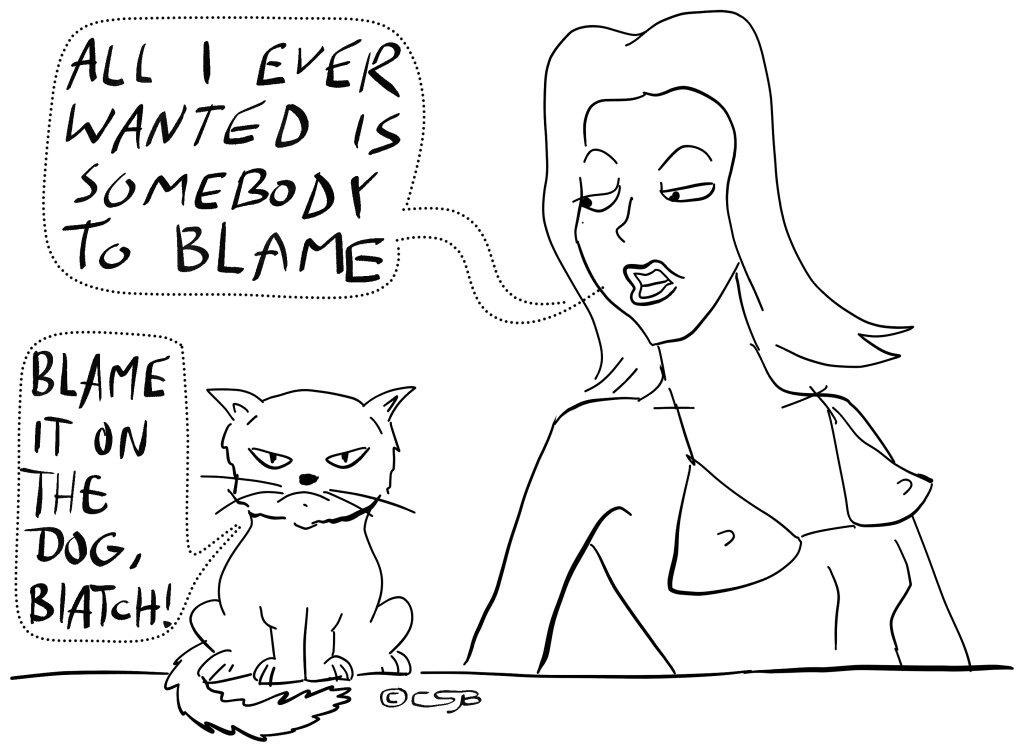 ALL I EVER
WANTED IS
SOMEBODY
TO BLAME
BLAME
IT ON
THE
DOG,
BIATCH!
© CSB